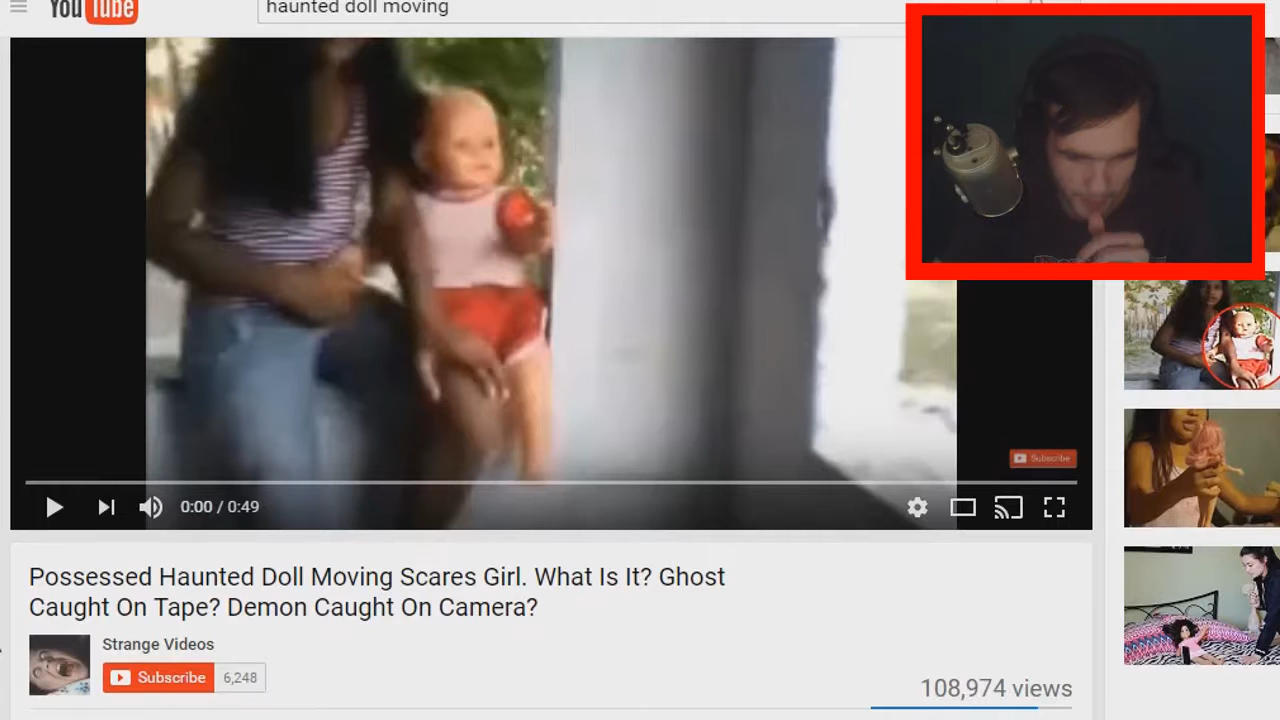 YouTube
haunted doll moving
Subscribe
0:00 / 0:49
Possessed Haunted Doll Moving Scares Girl. What Is It? Ghost
Caught On Tape? Demon Caught On Camera?
Strange Videos
Subscribe 6,248
108,974 views